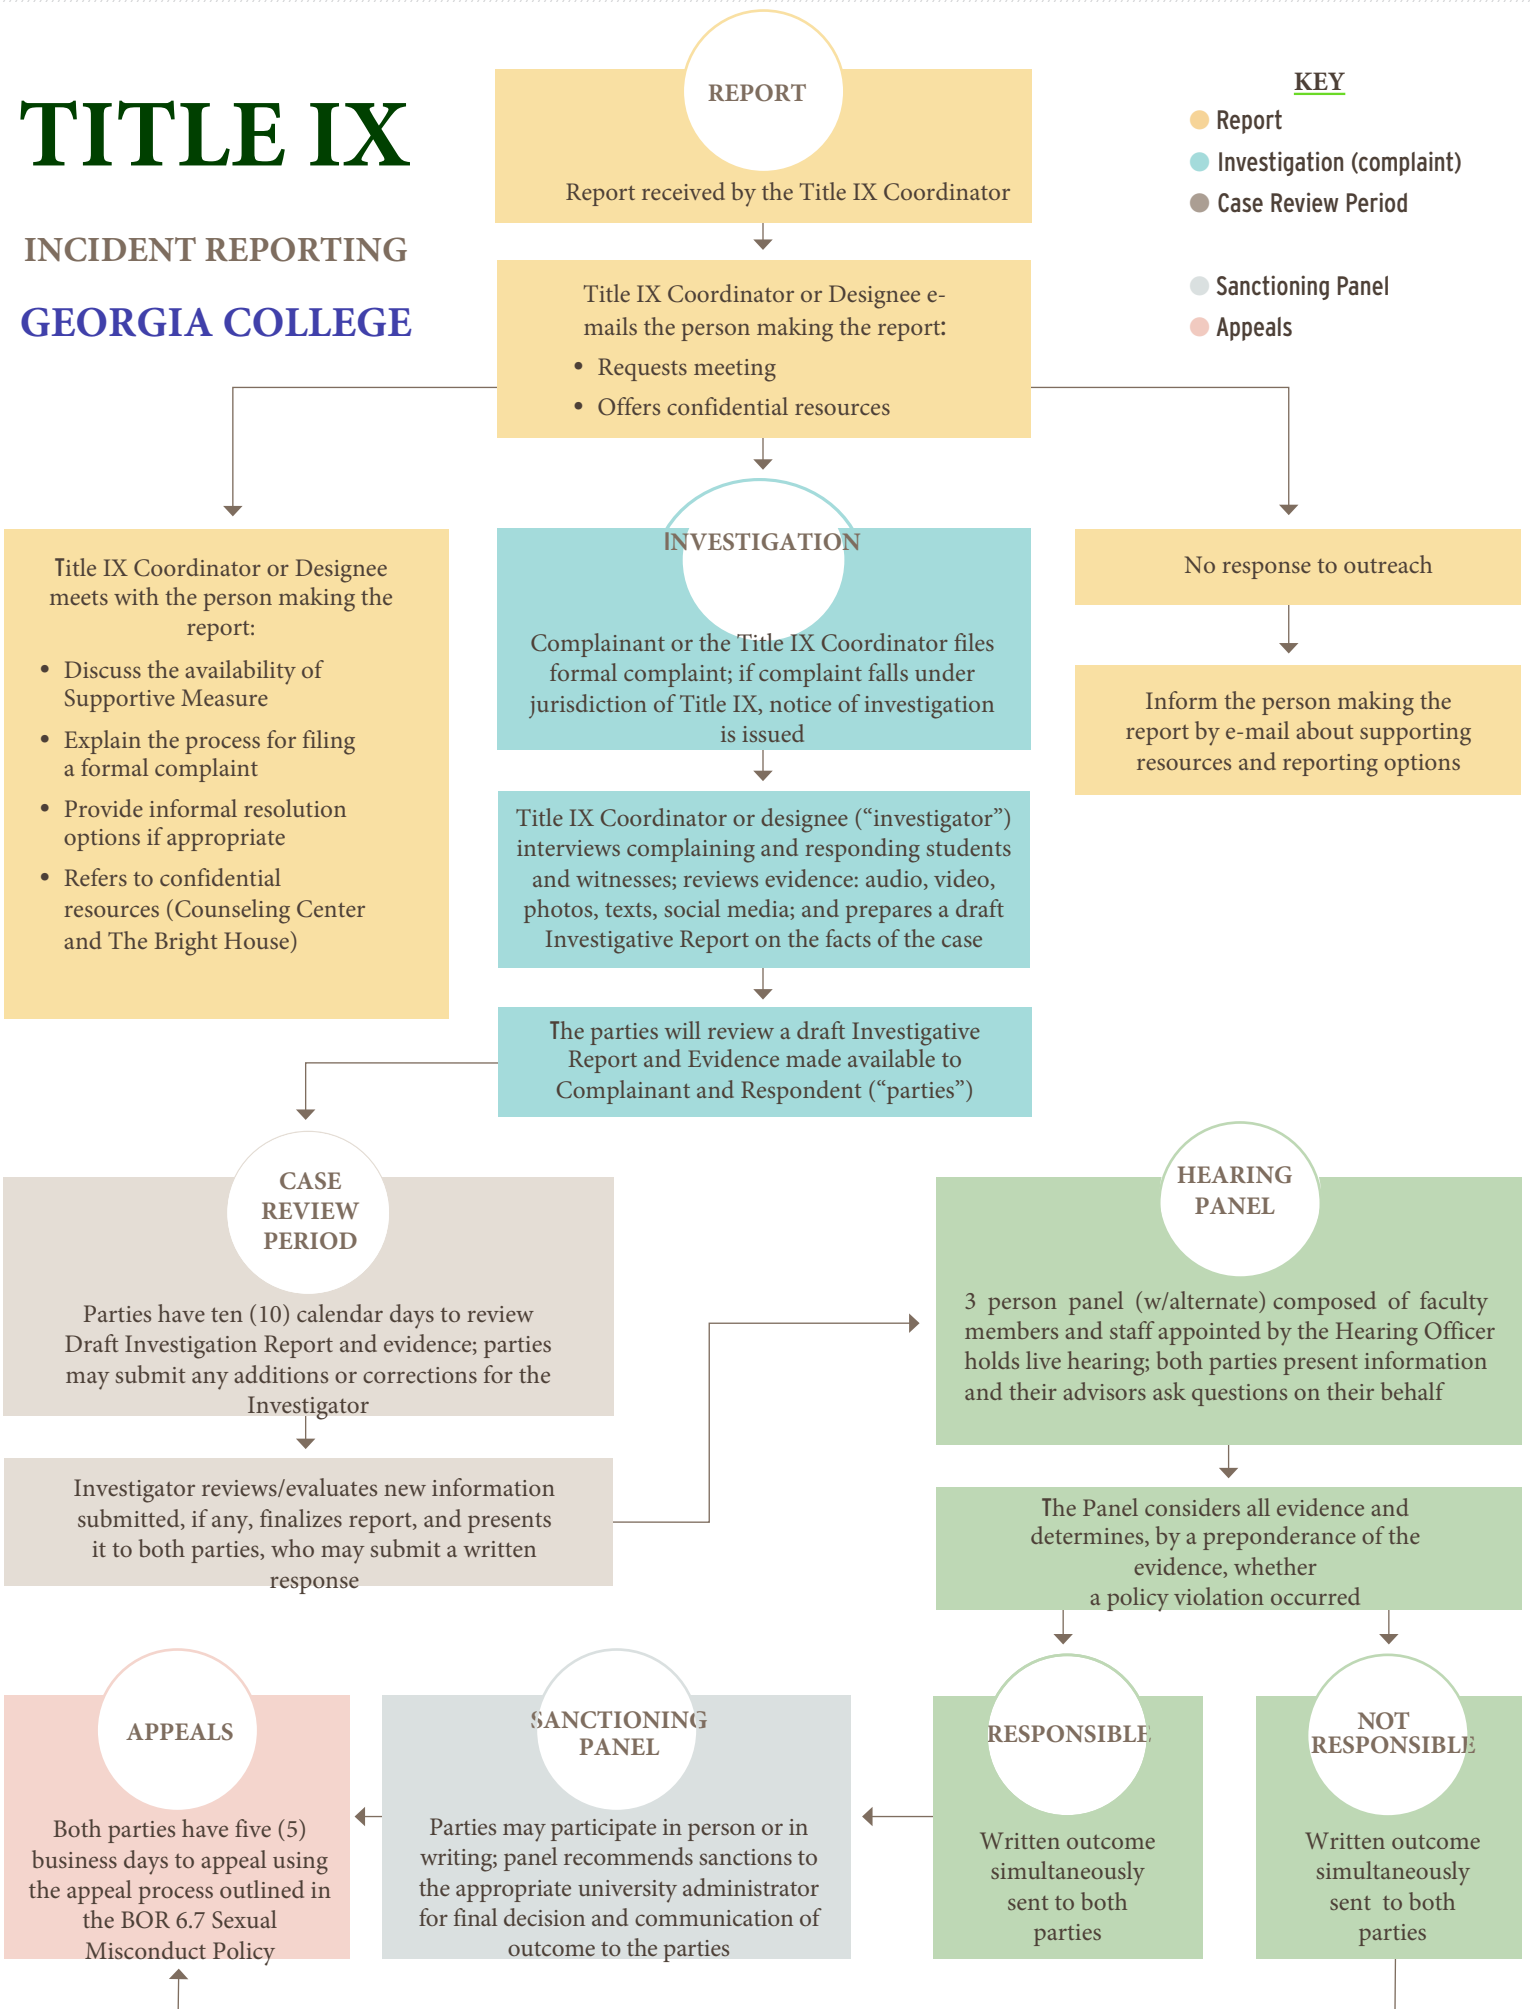 TITLE IX
INCIDENT REPORTING
GEORGIA COLLEGE
REPORT
Report received by the Title IX Coordinator
KEY
Report
Investigation (complaint)
Case Review Period
Sanctioning Panel
Appeals
Title IX Coordinator or Designee e-
mails the person making the report:
• Requests meeting
• Offers confidential resources
Title IX Coordinator or Designee
meets with the person making the
report:
• Discuss the availability of
Supportive Measure
• Explain the process for filing
a formal complaint
• Provide informal resolution
options if appropriate
• Refers to confidential
resources (Counseling Center
and The Bright House)
INVESTIGATION
Complainant or the Title IX Coordinator files
formal complaint; if complaint falls under
jurisdiction of Title IX, notice of investigation
is issued
No response to outreach
Inform the person making the
report by e-mail about supporting
resources and reporting options
Title IX Coordinator or designee (“investigator”)
interviews complaining and responding students
and witnesses; reviews evidence: audio, video,
photos, texts, social media; and prepares a draft
Investigative Report on the facts of the case
The parties will review a draft Investigative
Report and Evidence made available to
Complainant and Respondent (“parties”)
CASE
REVIEW
PERIOD
Parties have ten (10) calendar days to review
Draft Investigation Report and evidence; parties
may submit any additions or corrections for the
Investigator
Investigator reviews/evaluates new information
submitted, if any, finalizes report, and presents
it to both parties, who may submit a written
response
HEARING
PANEL
3 person panel (w/alternate) composed of faculty
members and staff appointed by the Hearing Officer
holds live hearing; both parties present information
and their advisors ask questions on their behalf
The Panel considers all evidence and
determines, by a preponderance of the
evidence, whether
a policy violation occurred
APPEALS
Both parties have five (5)
business days to appeal using
the appeal process outlined in
the BOR 6.7 Sexual
Misconduct Policy
SANCTIONING
PANEL
Parties may participate in person or in
writing; panel recommends sanctions to
the appropriate university administrator
for final decision and communication of
outcome to the parties
RESPONSIBLE
Written outcome
simultaneously
sent to both
parties
NOT
RESPONSIBLE
Written outcome
simultaneously
sent to both
parties